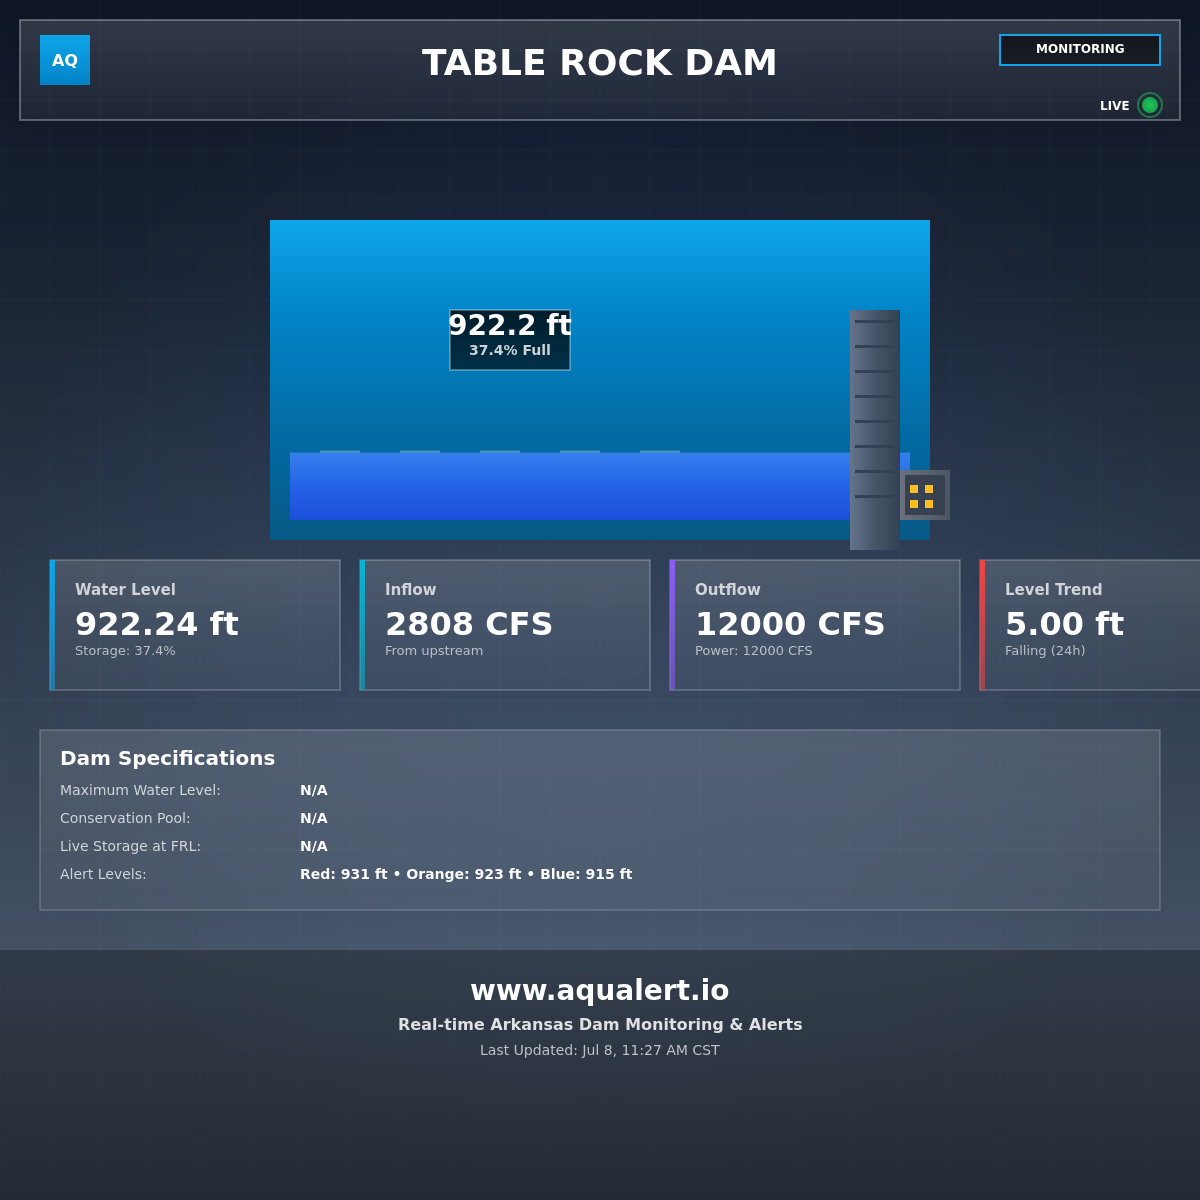 AQ
TABLE ROCK DAM
MONITORING
LIVE
922.2 ft
37.4% Full
Water Level
922.24 ft
Storage: 37.4%
Inflow
2808 CFS
From upstream
Outflow
12000 CFS
Power: 12000 CFS
Level Trend
5.00 ft
Falling (24h)
Dam Specifications
Maximum Water Level: N/A
Conservation Pool: N/A
Live Storage at FRL: N/A
Alert Levels: Red: 931 ft • Orange: 923 ft • Blue: 915 ft
www.aqualert.io
Real-time Arkansas Dam Monitoring & Alerts
Last Updated: Jul 8, 11:27 AM CST